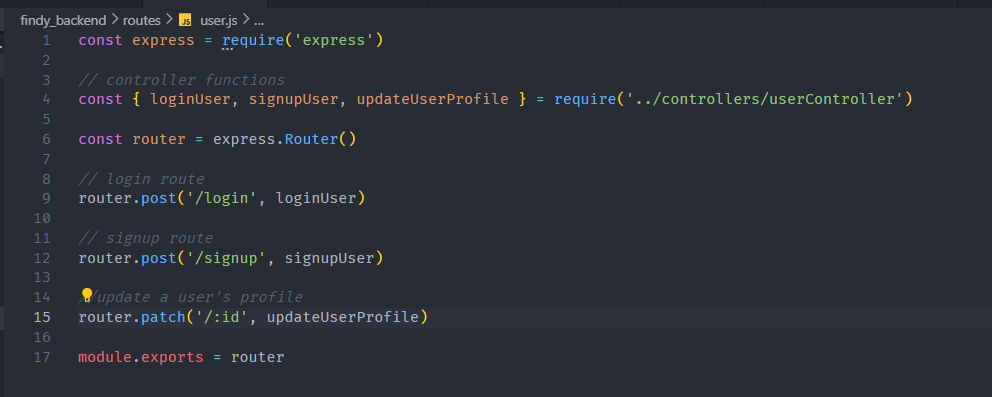 findy_backend > routes > JS user.js > ...
1 const express = require('express')
2
3 // controller functions
4 const { loginUser, signupUser, updateUserProfile } = require('../controllers/userController')
5
6 const router = express.Router()
7
8 // login route
9 router.post('/login', loginUser)
10
11 // signup route
12 router.post('/signup', signupUser)
13
14 //update a user's profile
15 router.patch('/:id', updateUserProfile)
16
17 module.exports = router